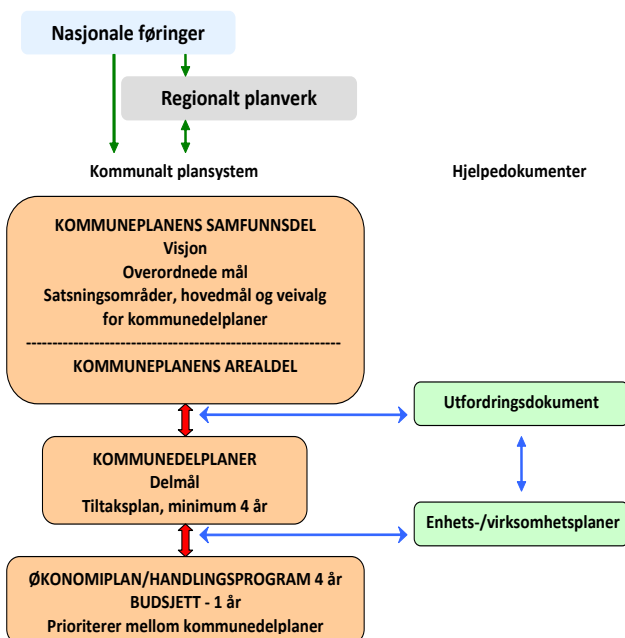 Nasjonale føringer
Regionalt planverk
Kommunalt plansystem
Hjelpedokumenter
KOMMUNEPLANENS SAMFUNNSDEL
Visjon
Overordnede mål
Satsningsområder, hovedmål og veivalg
for kommunedelplaner
------------------------------------------------------
KOMMUNEPLANENS AREALDEL
Utfordringsdokument
KOMMUNEDELPLANER
Delmål
Tiltaksplan, minimum 4 år
Enhets-/virksomhetsplaner
ØKONOMIPLAN/HANDLINGSPROGRAM 4 år
BUDSJETT - 1 år
Prioriterer mellom kommunedelplaner